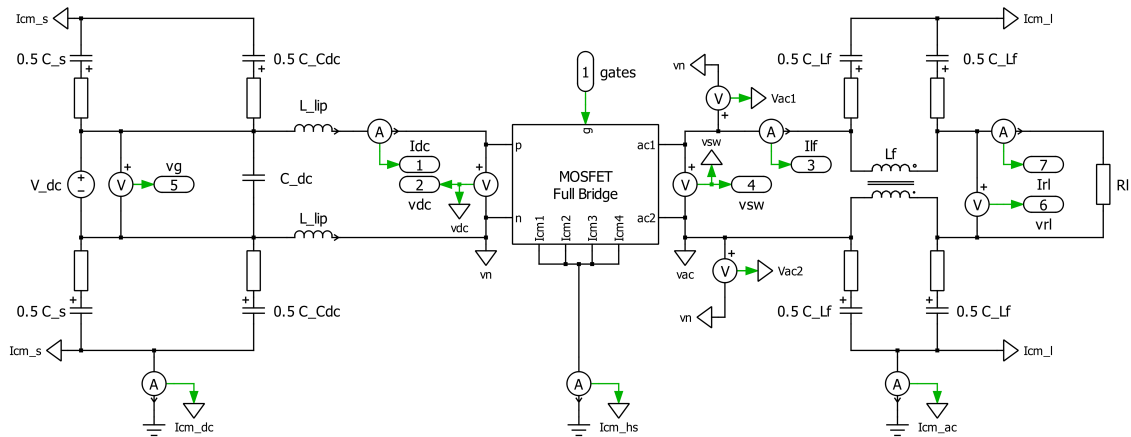 Icm_s
Icm_l
0.5 C_s
0.5 C_Cdc
vn
1
gates
0.5 C_Lf
0.5 C_Lf
V
Vac1
L_lip
A
Idc
1
2
vdc
V
vdc
vn
g
p
n
ac1
ac2
MOSFET
Full Bridge
Icm1
Icm2
Icm3
Icm4
vsw
V
4
vsw
A
Ilf
3
Lf
A
7
Irl
6
vrl
V
Rl
V_dc
V
vg
5
C_dc
L_lip
vac
V
Vac2
vn
0.5 C_s
0.5 C_Cdc
0.5 C_Lf
0.5 C_Lf
Icm_s
Icm_l
A
Icm_dc
A
Icm_hs
A
Icm_ac